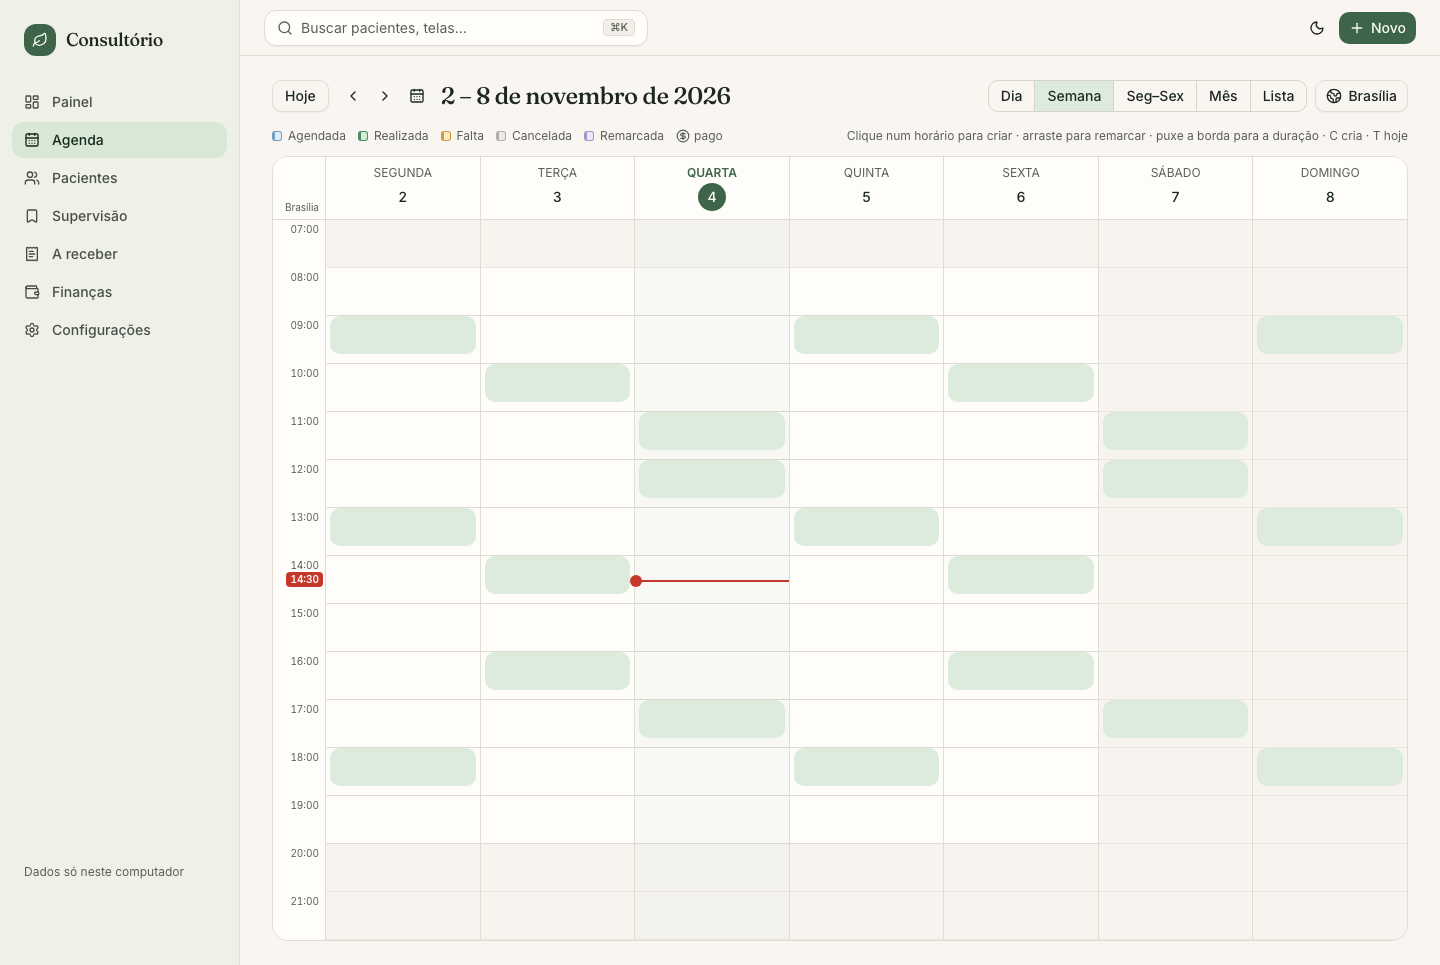 Consultório
Buscar pacientes, telas...
⌘K
Novo
Painel
Agenda
Pacientes
Supervisão
A receber
Finanças
Configurações
Dados só neste computador
Hoje
2 – 8 de novembro de 2026
Dia
Semana
Seg–Sex
Mês
Lista
Brasília
Agendada
Realizada
Falta
Cancelada
Remarcada
pago
Clique num horário para criar · arraste para remarcar · puxe a borda para a duração · C cria · T hoje
Brasília
SEGUNDA
2
TERÇA
3
QUARTA
4
QUINTA
5
SEXTA
6
SÁBADO
7
DOMINGO
8
07:00
08:00
09:00
10:00
11:00
12:00
13:00
14:00
14:30
15:00
16:00
17:00
18:00
19:00
20:00
21:00